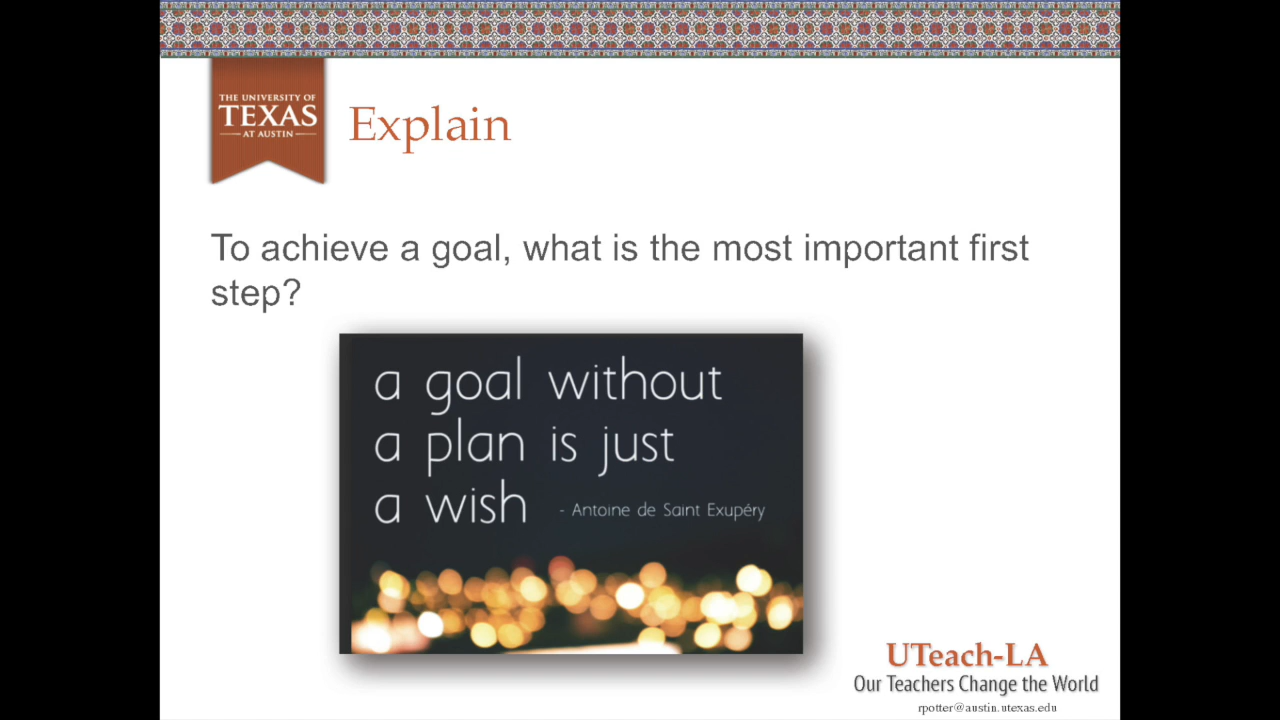 THE UNIVERSITY OF
TEXAS
AT AUSTIN
Explain
To achieve a goal, what is the most important first
step?
a goal without
a plan is just
a wish - Antoine de Saint Exupéry
UTeach-LA
Our Teachers Change the World
rpotter@austin.utexas.edu